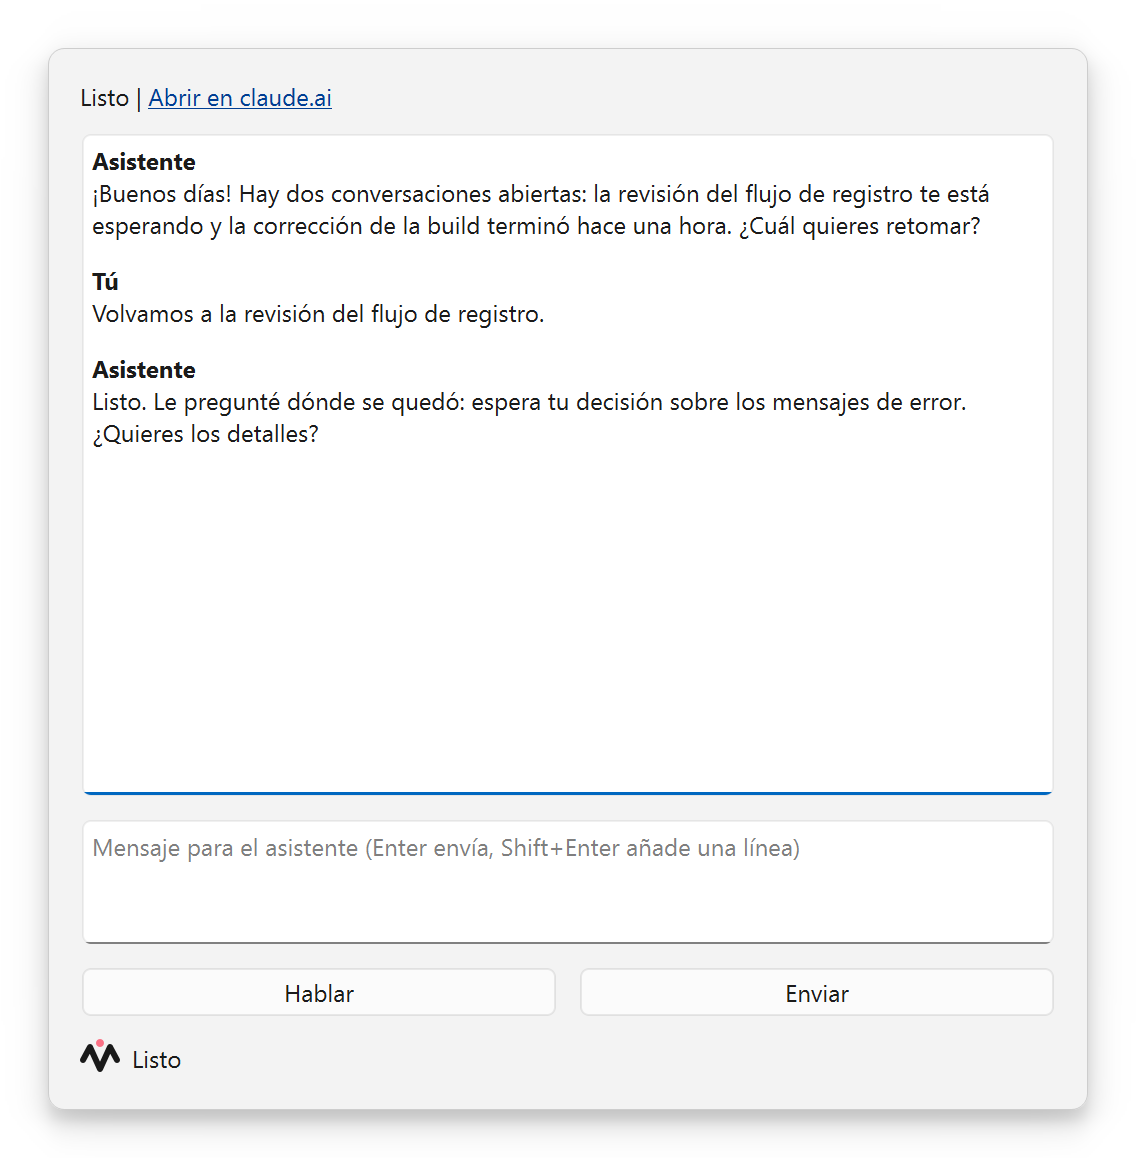 Listo | Abrir en claude.ai
Asistente
¡Buenos días! Hay dos conversaciones abiertas: la revisión del flujo de registro te está
esperando y la corrección de la build terminó hace una hora. ¿Cuál quieres retomar?
Tú
Volvamos a la revisión del flujo de registro.
Asistente
Listo. Le pregunté dónde se quedó: espera tu decisión sobre los mensajes de error.
¿Quieres los detalles?
Mensaje para el asistente (Enter envía, Shift+Enter añade una línea)
Hablar
Enviar
Listo